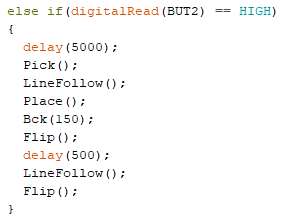 else if(digitalRead(BUT2) == HIGH)
{
delay(5000);
Pick();
LineFollow();
Place();
Bck(150);
Flip();
delay(500);
LineFollow();
Flip();
}